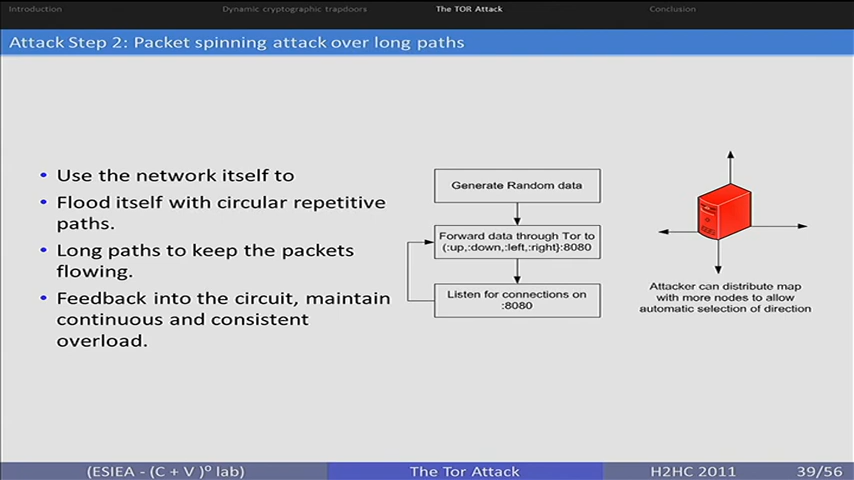 Introduction
Dynamic cryptographic trapdoors
The TOR Attack
Conclusion
Attack Step 2: Packet spinning attack over long paths
• Use the network itself to
• Flood itself with circular repetitive
paths.
• Long paths to keep the packets
flowing.
• Feedback into the circuit, maintain
continuous and consistent
overload.
Generate Random data
Forward data through Tor to
(:up,:down,:left,:right}:8080
Listen for connections on
:8080
Attacker can distribute map
with more nodes to allow
automatic selection of direction
(ESIEA - (C + V )º lab)
The Tor Attack
H2HC 2011
39/56